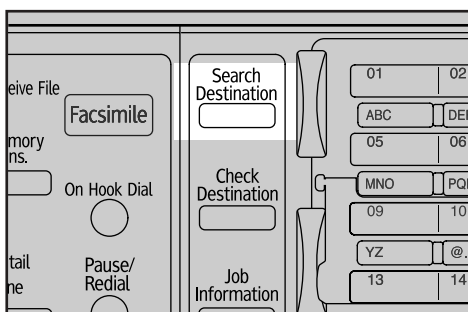 eive File
Facsimile
mory
ns.
On Hook Dial
tail
ne
Pause/
Redial
Search
Destination
Check
Destination
Job
Information
01
02
ABC
DEF
05
06
MNO
PQ
09
10
YZ
@.
13
14